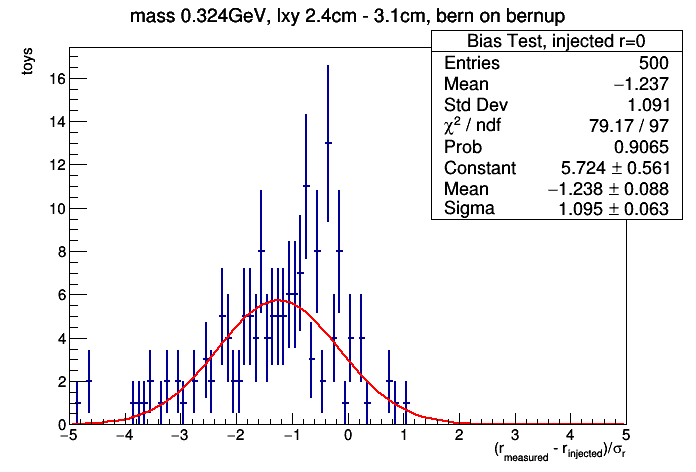 mass 0.324GeV, lxy 2.4cm - 3.1cm, bern on bernup
toys
Bias Test, injected r=0
Entries 500
Mean −1.237
Std Dev 1.091
χ² / ndf 79.17 / 97
Prob 0.9065
Constant 5.724 ± 0.561
Mean −1.238 ± 0.088
Sigma 1.095 ± 0.063
16
14
12
10
8
6
4
2
0
−5 −4 −3 −2 −1 0 1 2 3 4 5
(r_measured - r_injected)/σ_r